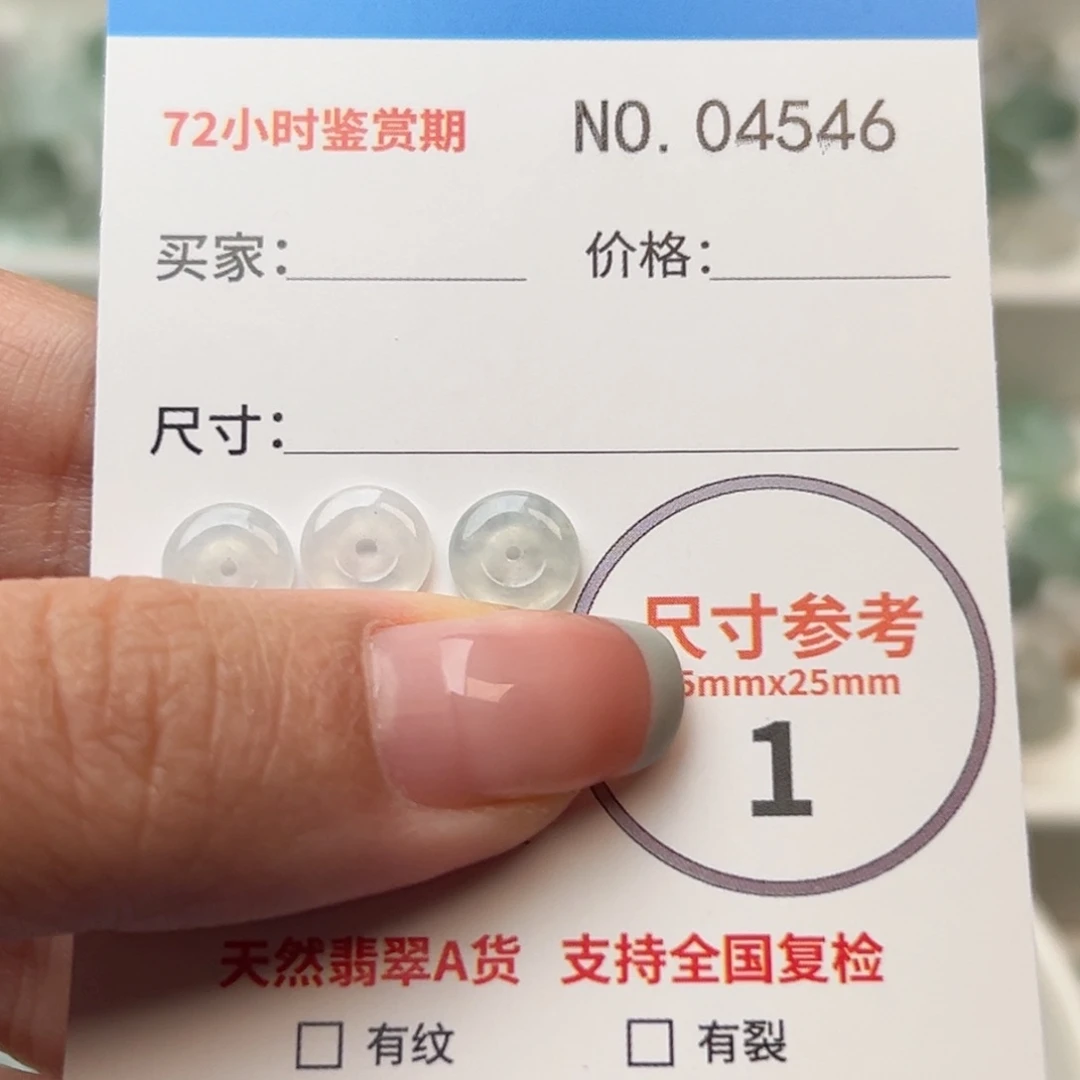 72小时鉴赏期 NO. 04546
买家： 价格：
尺寸：
尺寸参考
5mmx25mm
1
天然翡翠A货 支持全国复检
有纹 有裂